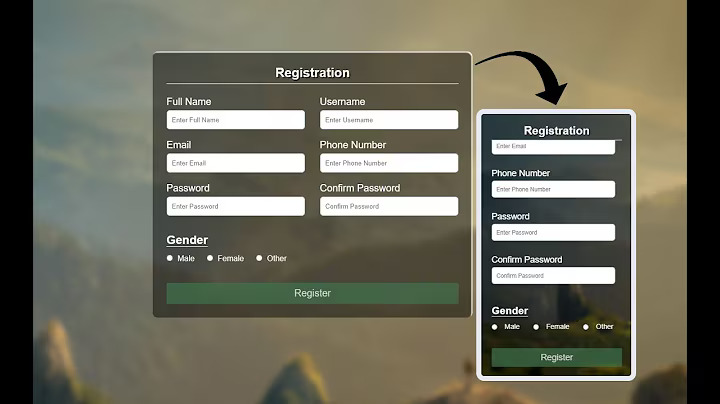 Registration
Full Name
Username
Enter Full Name
Enter Username
Email
Phone Number
Enter Email
Enter Phone Number
Password
Confirm Password
Enter Password
Confirm Password
Gender
Male
Female
Other
Register
Registration
Enter Email
Phone Number
Enter Phone Number
Password
Enter Password
Confirm Password
Confirm Password
Gender
Male
Female
Other
Register